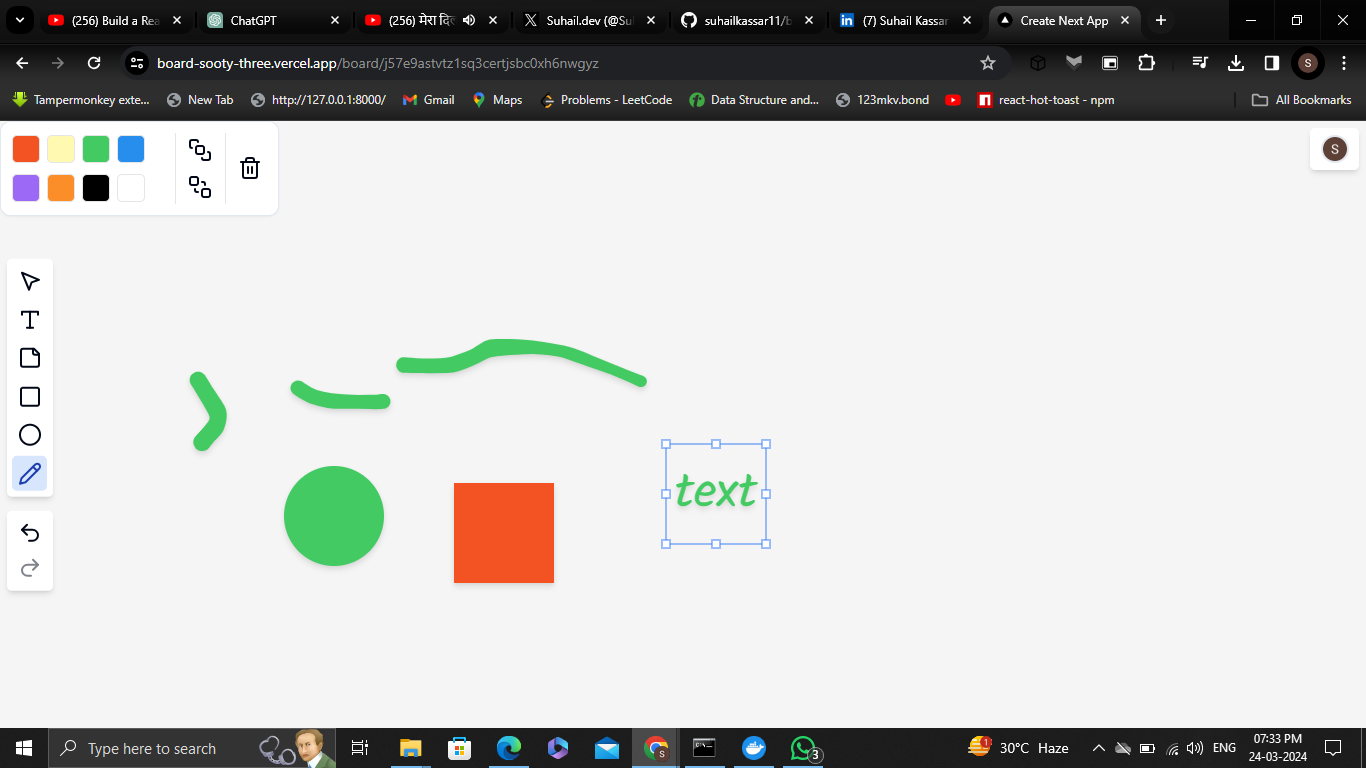 (256) Build a Rea
ChatGPT
(256) मेरा दिल
Suhail.dev (@Su
suhailkassar11/b
(7) Suhail Kassar
Create Next App
board-sooty-three.vercel.app/board/j57e9astvtz1sq3certjsbc0xh6nwgyz
S
Tampermonkey exte...
New Tab
http://127.0.0.1:8000/
Gmail
Maps
Problems - LeetCode
Data Structure and...
123mkv.bond
react-hot-toast - npm
All Bookmarks
S
text
Type here to search
S
3
1
30°C Haze
ENG
07:33 PM
24-03-2024